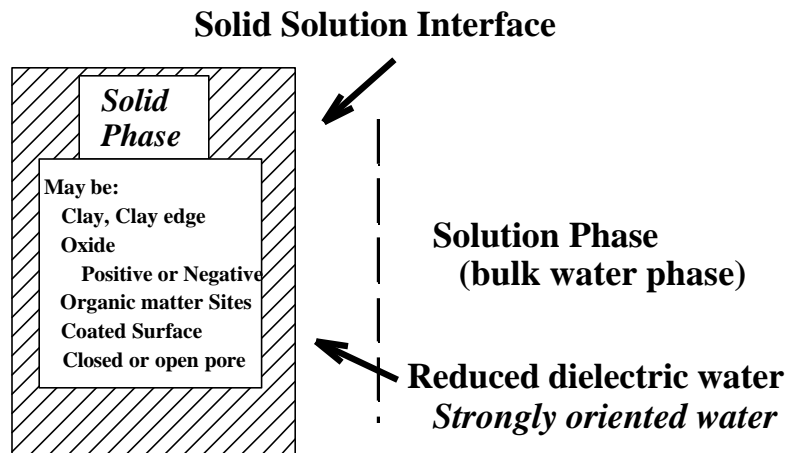 Solid Solution Interface
Solid
Phase
May be:
Clay, Clay edge
Oxide
Positive or Negative
Organic matter Sites
Coated Surface
Closed or open pore
Solution Phase
(bulk water phase)
Reduced dielectric water
Strongly oriented water